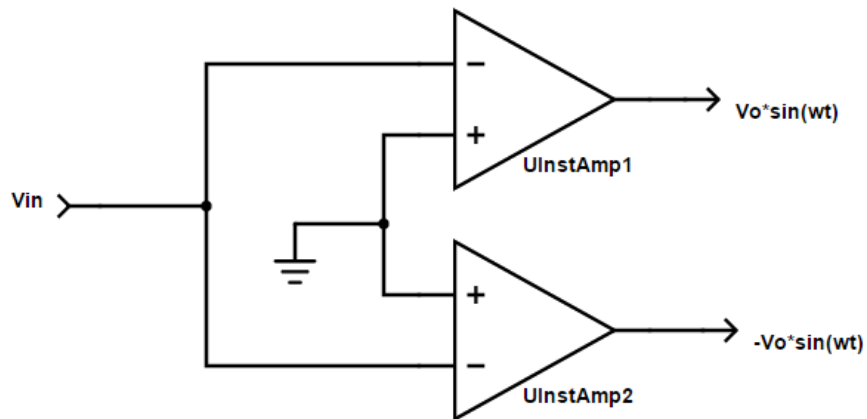 −
Vo*sin(wt)
+
UInstAmp1
Vin
+
-Vo*sin(wt)
−
UInstAmp2